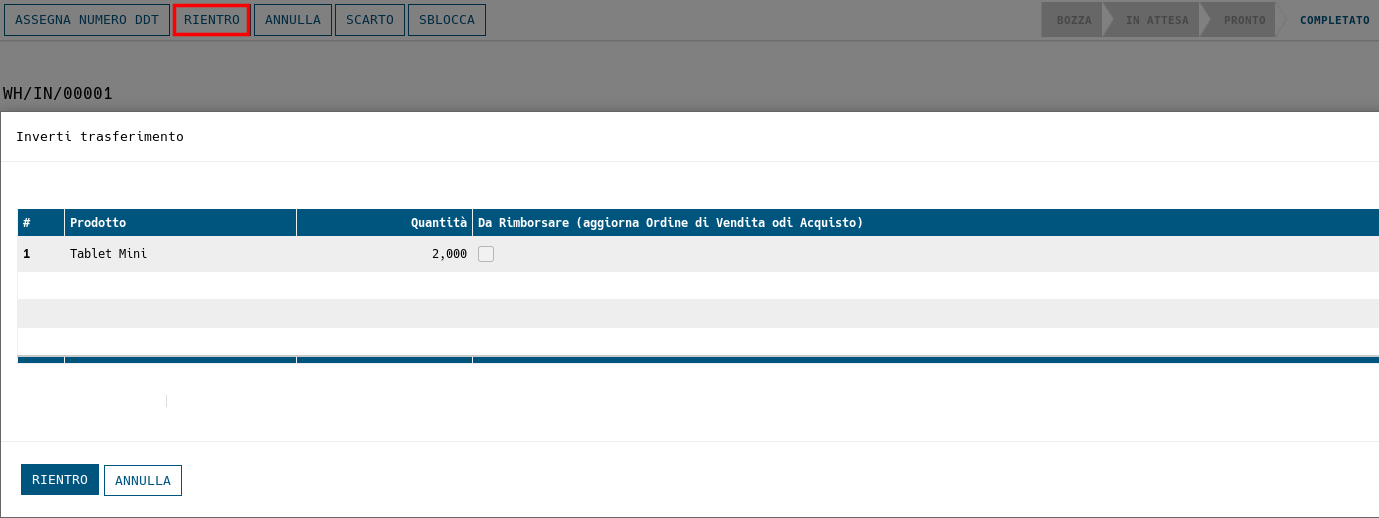 ASSEGNA NUMERO DDT RIENTRO ANNULLA SCARTO SBLOCCA BOZZA IN ATTESA PRONTO COMPLETATO
WH/IN/00001
Inverti trasferimento
# Prodotto Quantità Da Rimborsare (aggiorna Ordine di Vendita odi Acquisto)
1 Tablet Mini 2,000
RIENTRO ANNULLA